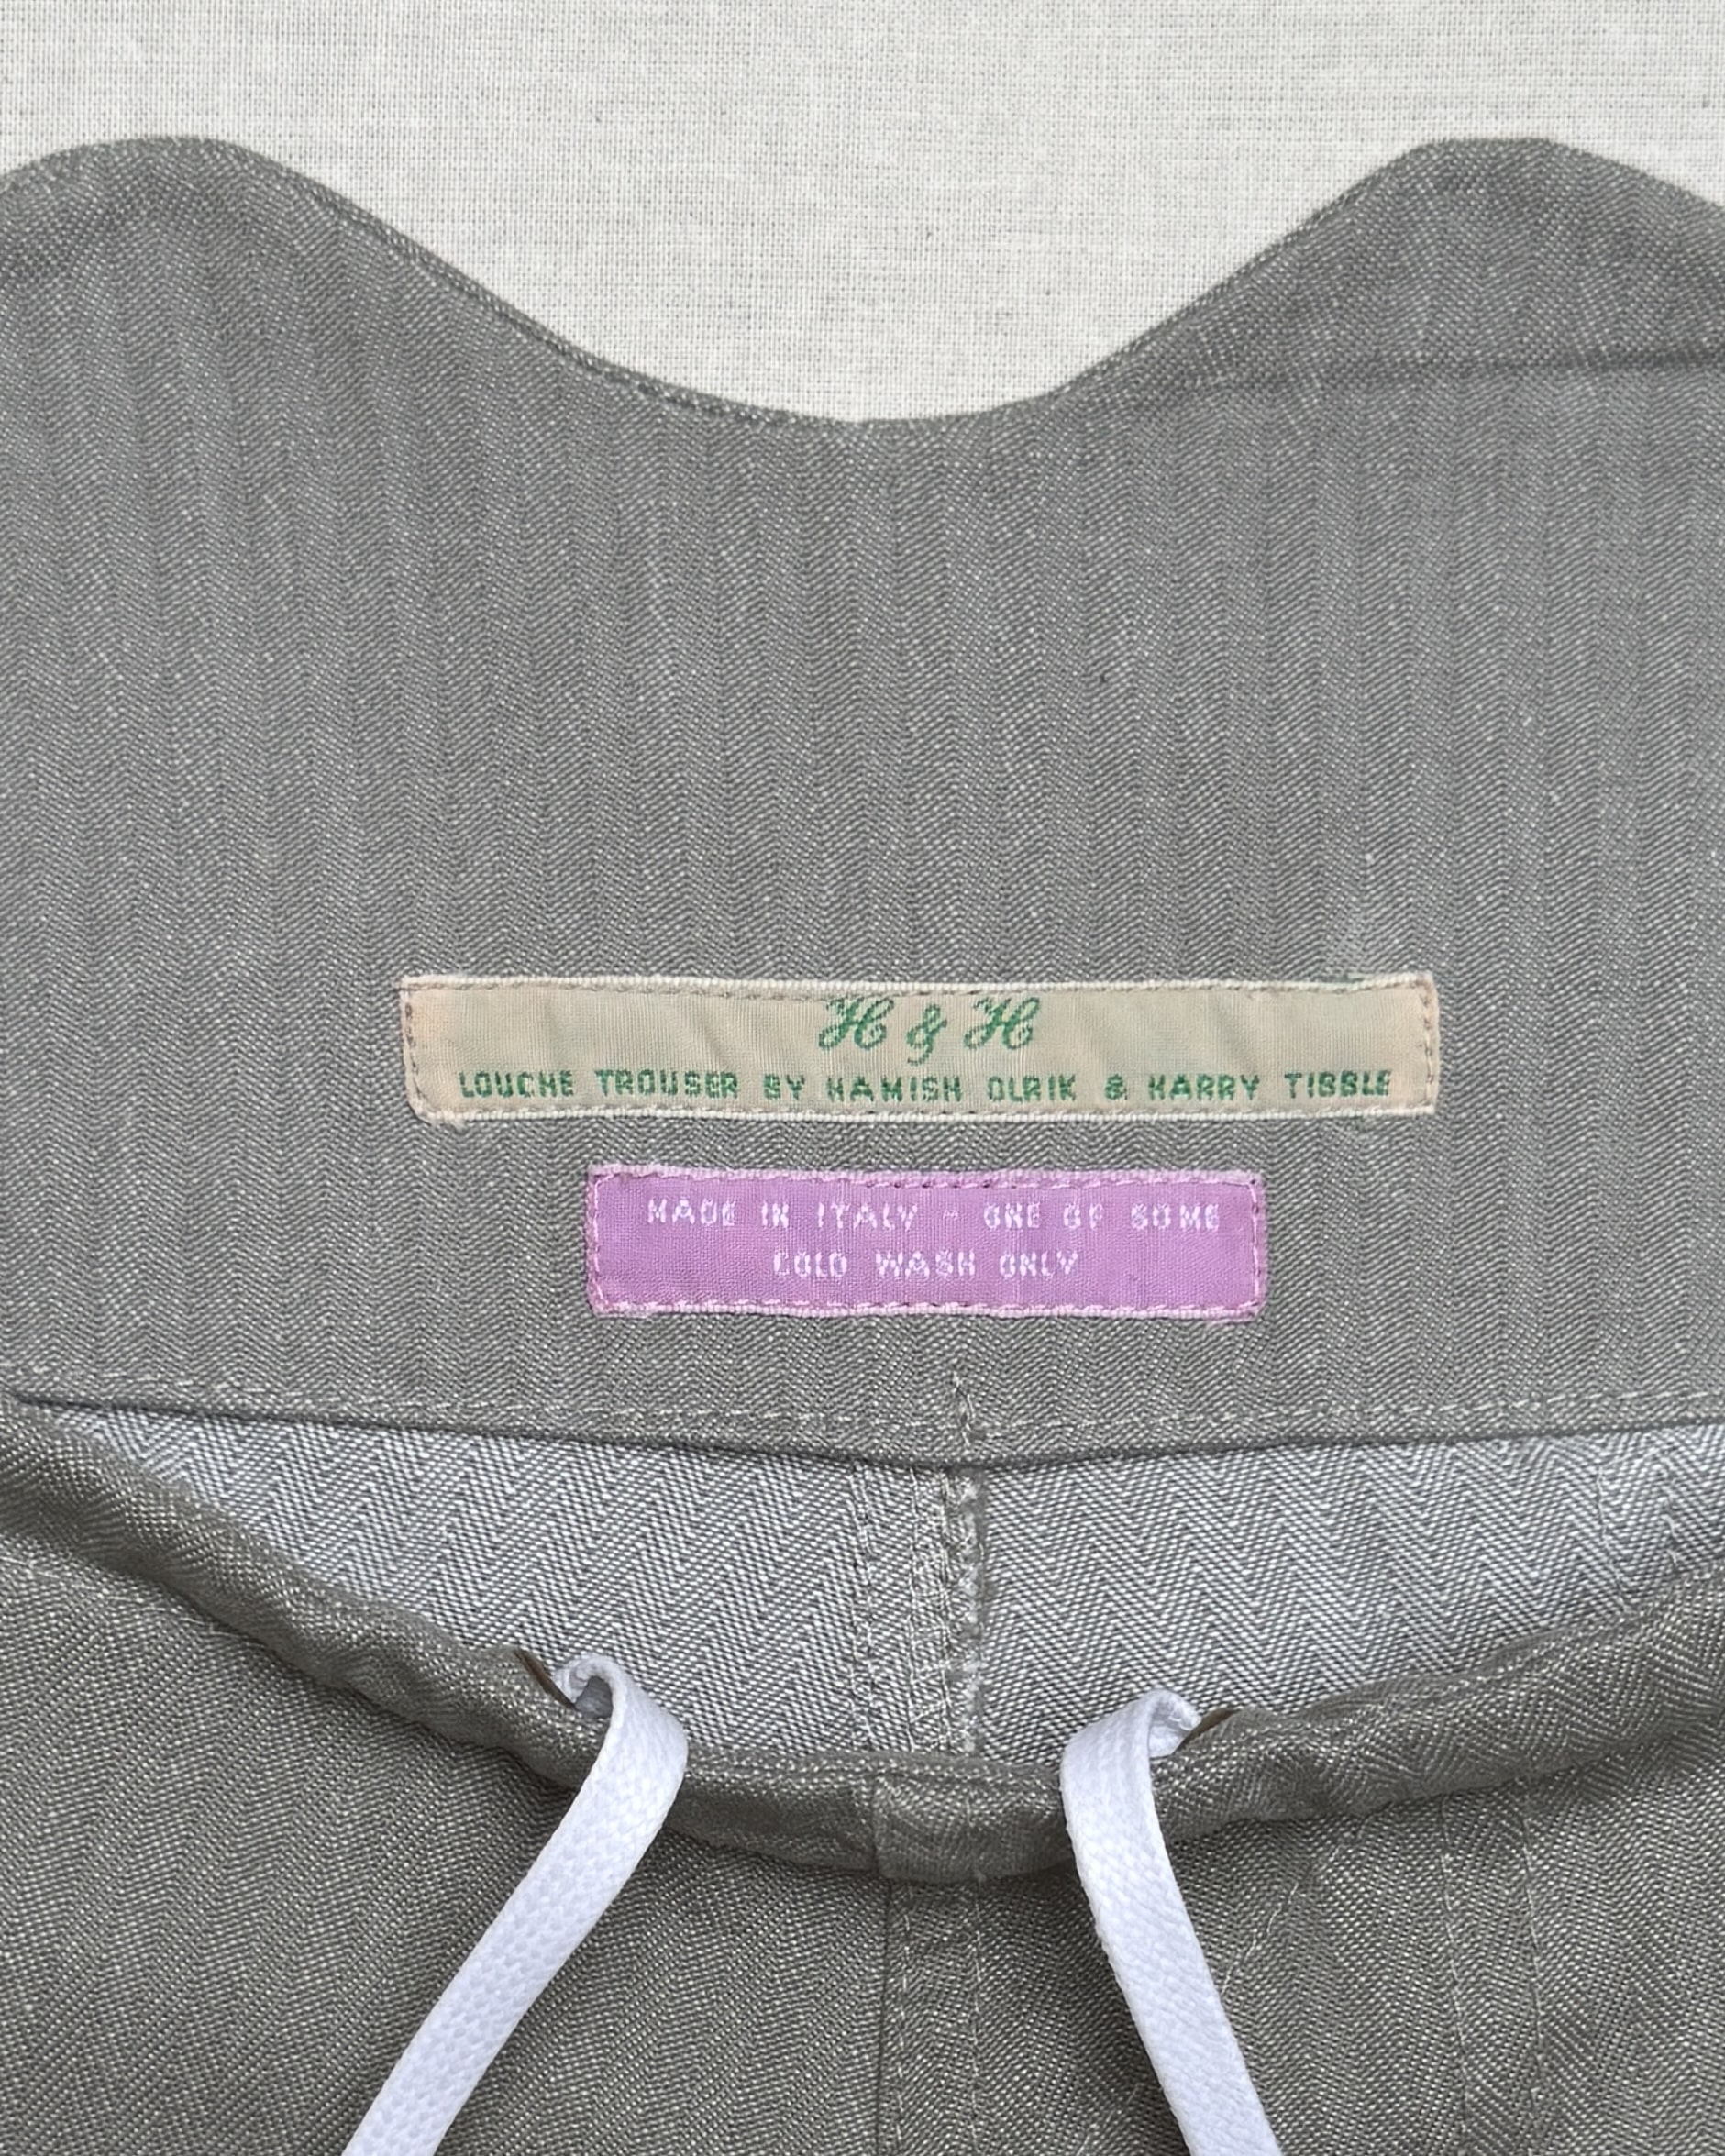 H & H
LOUCHE TROUSER BY HAMISH OLRIK & HARRY TIBBLE
MADE IN ITALY - ONE OF SOME
COLD WASH ONLY